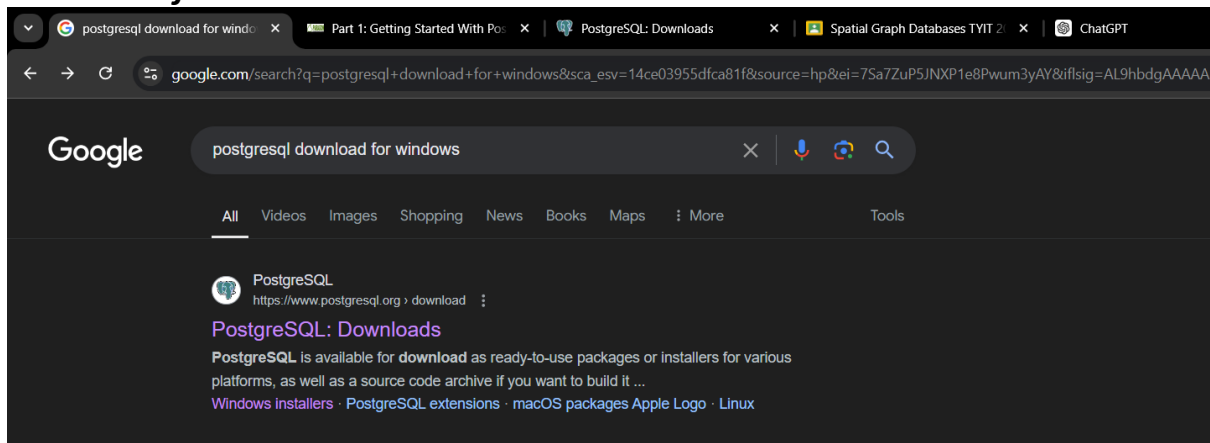 postgresql download for windo
Part 1: Getting Started With Pos
PostgreSQL: Downloads
Spatial Graph Databases TYIT 2
ChatGPT
google.com/search?q=postgresql+download+for+windows&sca_esv=14ce03955dfca81f&source=hp&ei=7Sa7ZuP5JNXP1e8Pwum3yAY&iflsig=AL9hbdgAAAAA
Google
postgresql download for windows
All Videos Images Shopping News Books Maps More Tools
PostgreSQL
https://www.postgresql.org › download
PostgreSQL: Downloads
PostgreSQL is available for download as ready-to-use packages or installers for various
platforms, as well as a source code archive if you want to build it ...
Windows installers · PostgreSQL extensions · macOS packages Apple Logo · Linux